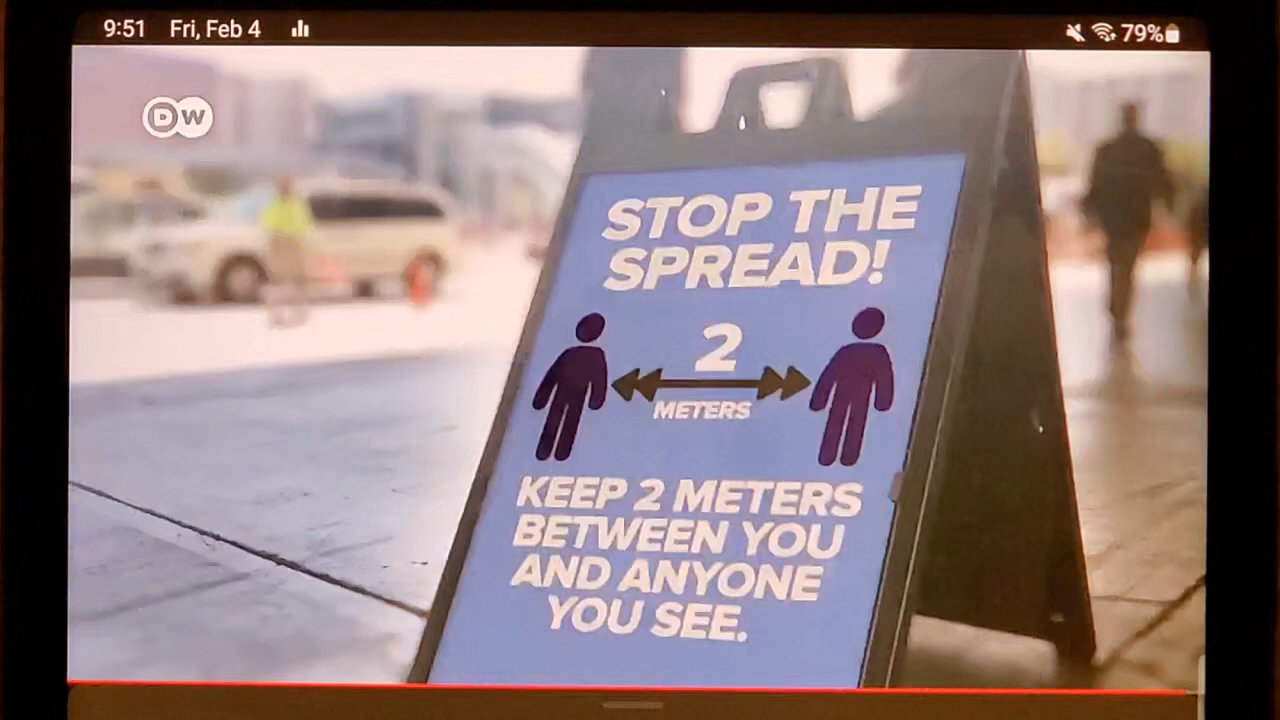 9:51 Fri, Feb 4
79%
DW
STOP THE
SPREAD!
2
METERS
KEEP 2 METERS
BETWEEN YOU
AND ANYONE
YOU SEE.